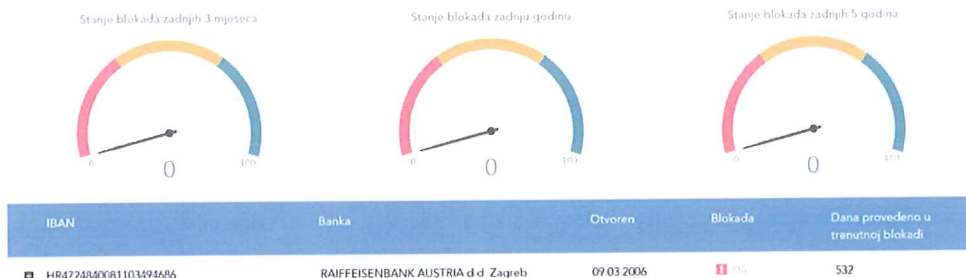 Stanje blokada zadnjih 3 mjeseca
Stanje blokada zadnju godinu
Stanje blokada zadnjih 5 godina
0 100
0
0 100
0
0 100
0
IBAN Banka Otvoren Blokada Dana provedeno u trenutnoj blokadi
HR4724840081103494686 RAIFFEISENBANK AUSTRIA d d Zagreb 09 03 2006 532